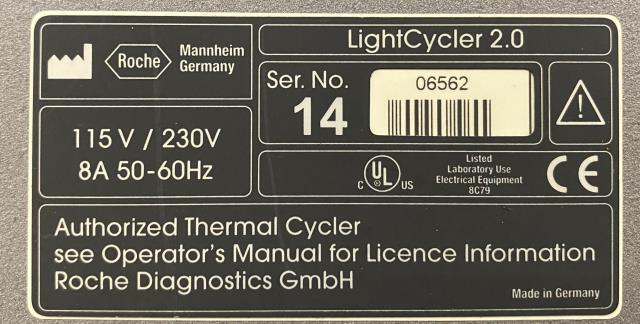 Roche
Mannheim
Germany
LightCycler 2.0
115 V / 230V
8A 50-60Hz
Ser. No.
14
06562
C UL US
Listed
Laboratory Use
Electrical Equipment
8C79
CE
Authorized Thermal Cycler
see Operator's Manual for Licence Information
Roche Diagnostics GmbH
Made in Germany